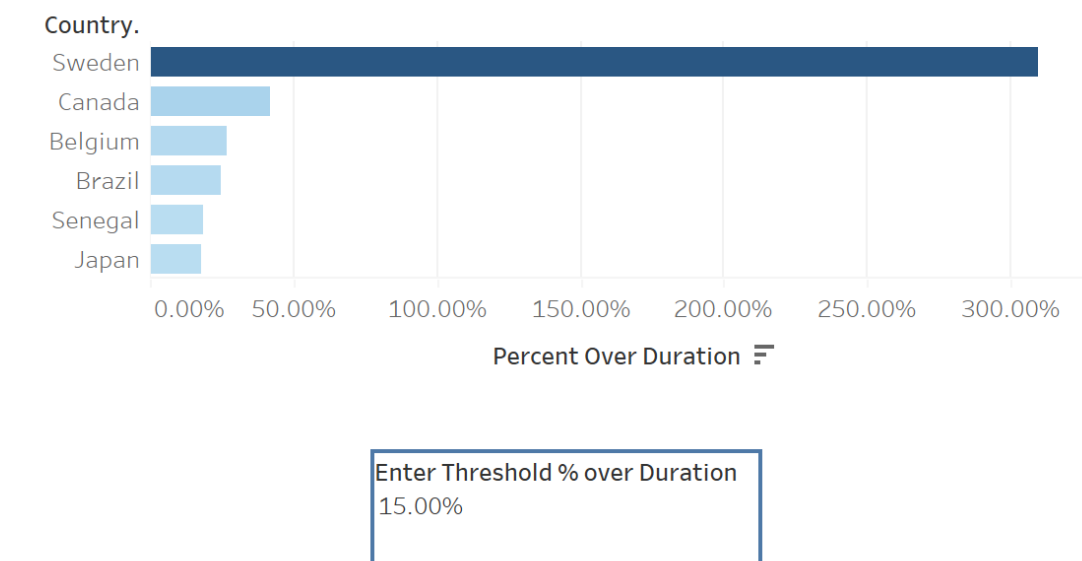 Country.
Sweden
Canada
Belgium
Brazil
Senegal
Japan
0.00% 50.00% 100.00% 150.00% 200.00% 250.00% 300.00%
Percent Over Duration
Enter Threshold % over Duration
15.00%